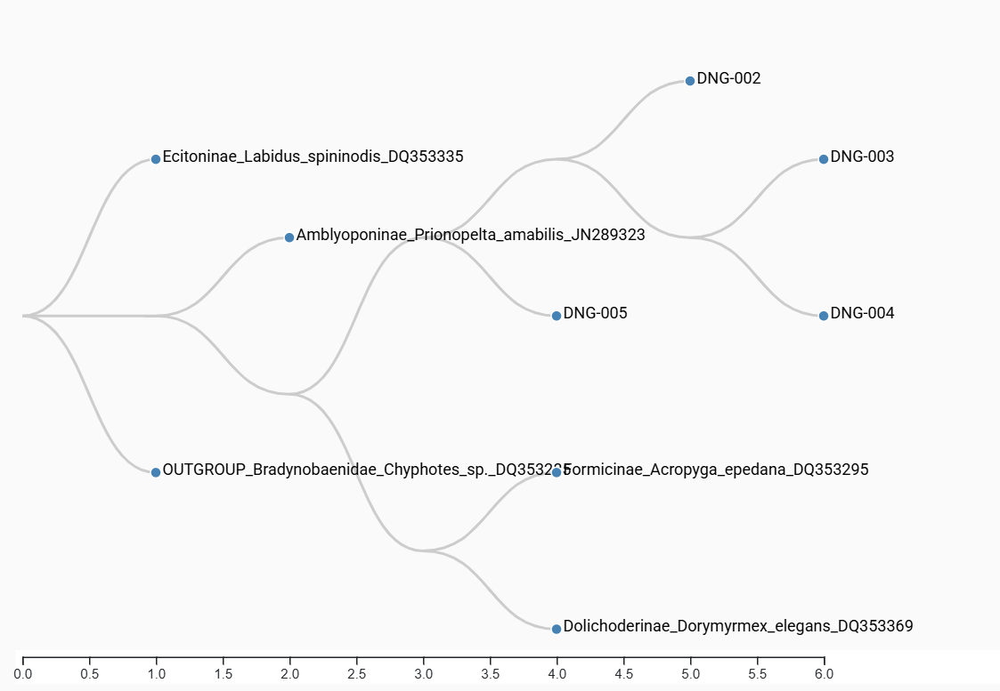 DNG-002
Ecitoninae_Labidus_spininodis_DQ353335
DNG-003
Amblyoponinae_Prionopelta_amabilis_JN289323
DNG-005
DNG-004
OUTGROUP_Bradynobaenidae_Chyphotes_sp.
Formicinae_Acropyga_epedana_DQ353295
Dolichoderinae_Dorymyrmex_elegans_DQ353369
0.0 0.5 1.0 1.5 2.0 2.5 3.0 3.5 4.0 4.5 5.0 5.5 6.0